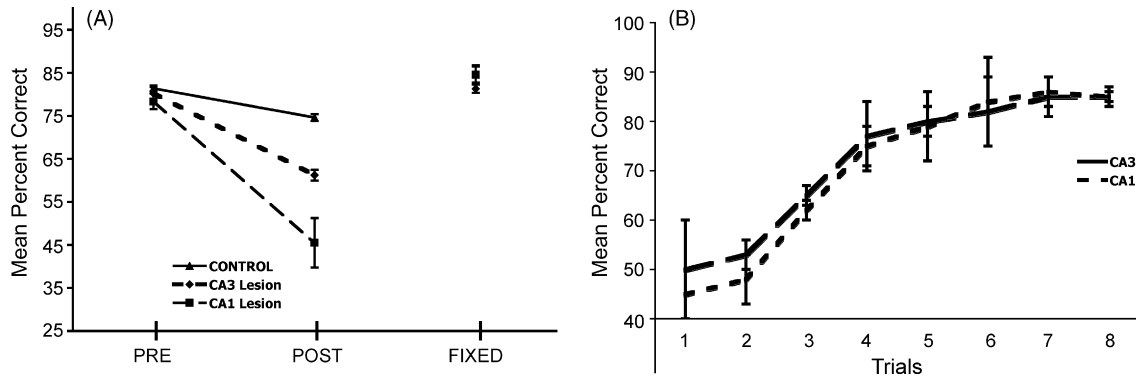 (A)
Mean Percent Correct
95
85
75
65
55
45
35
25
CONTROL
CA3 Lesion
CA1 Lesion
PRE POST FIXED
(B)
Mean Percent Correct
100
90
80
70
60
50
40
CA3
CA1
1 2 3 4 5 6 7 8
Trials